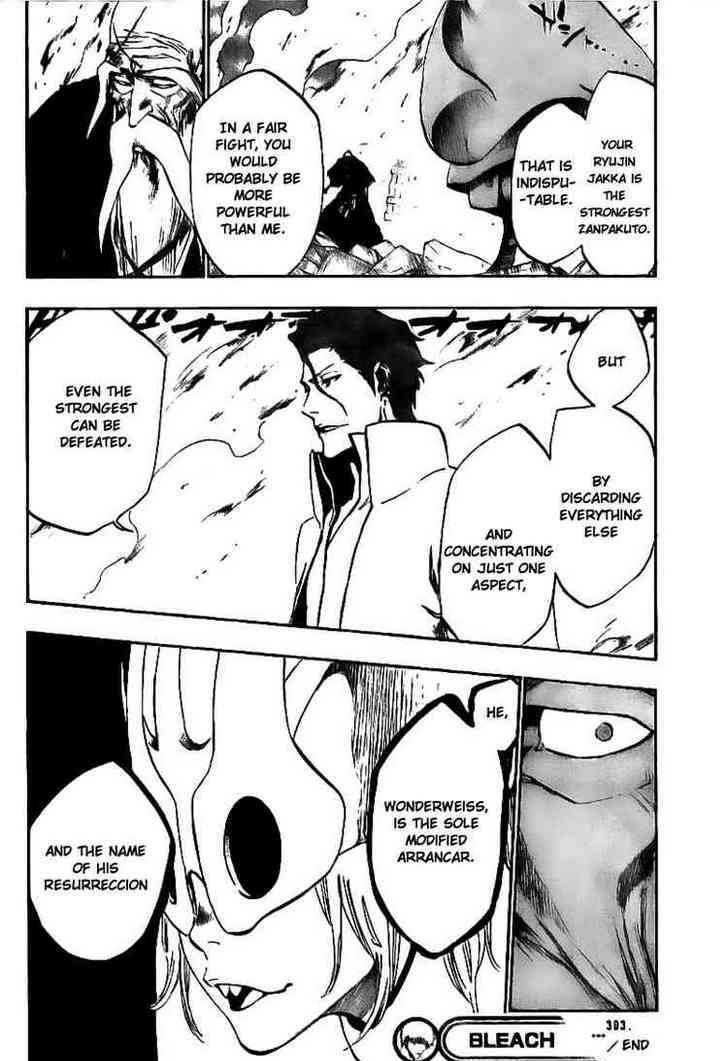 YOUR
RYUJIN
JAKKA IS
THE
STRONGEST
ZANPAKUTO.
THAT IS
INDISPU-
-TABLE.
IN A FAIR
FIGHT, YOU
WOULD
PROBABLY BE
MORE
POWERFUL
THAN ME.
BUT
BY
DISCARDING
EVERYTHING
ELSE
AND
CONCENTRATING
ON JUST ONE
ASPECT,
EVEN THE
STRONGEST
CAN BE
DEFEATED.
HE,
WONDERWEISS,
IS THE SOLE
MODIFIED
ARRANCAR.
AND THE NAME
OF HIS
RESURRECCION
BLEACH
393.
/ END